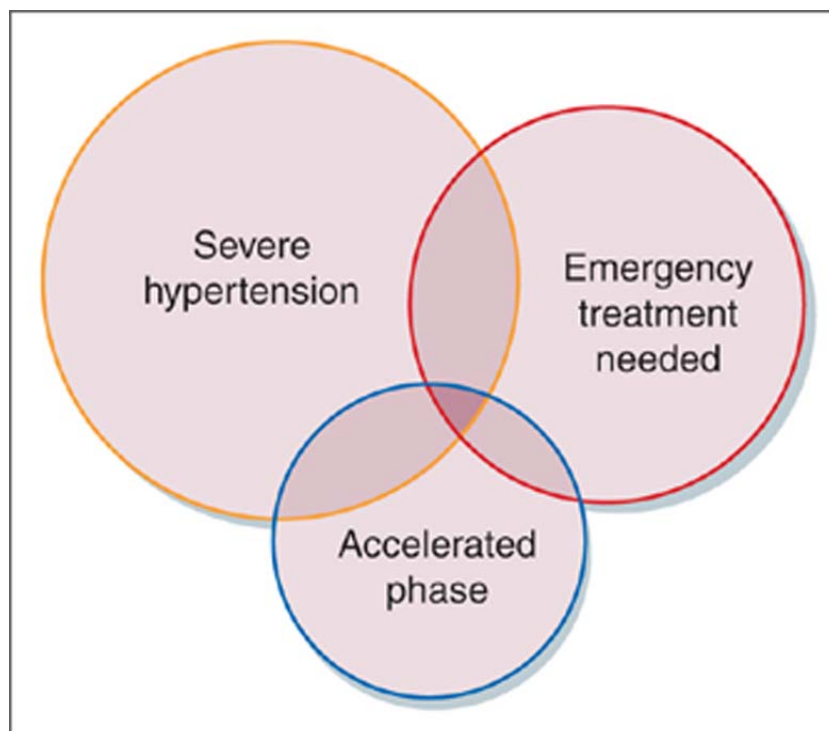 Severe
hypertension
Emergency
treatment
needed
Accelerated
phase